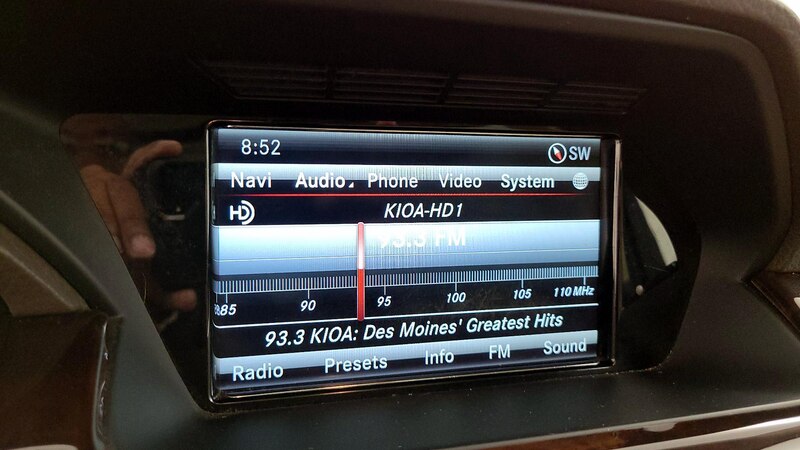 8:52 SW
Navi Audio Phone Video System
HD KIOA-HD1
93.3 FM
85 90 95 100 105 110 MHz
93.3 KIOA: Des Moines' Greatest Hits
Radio Presets Info FM Sound